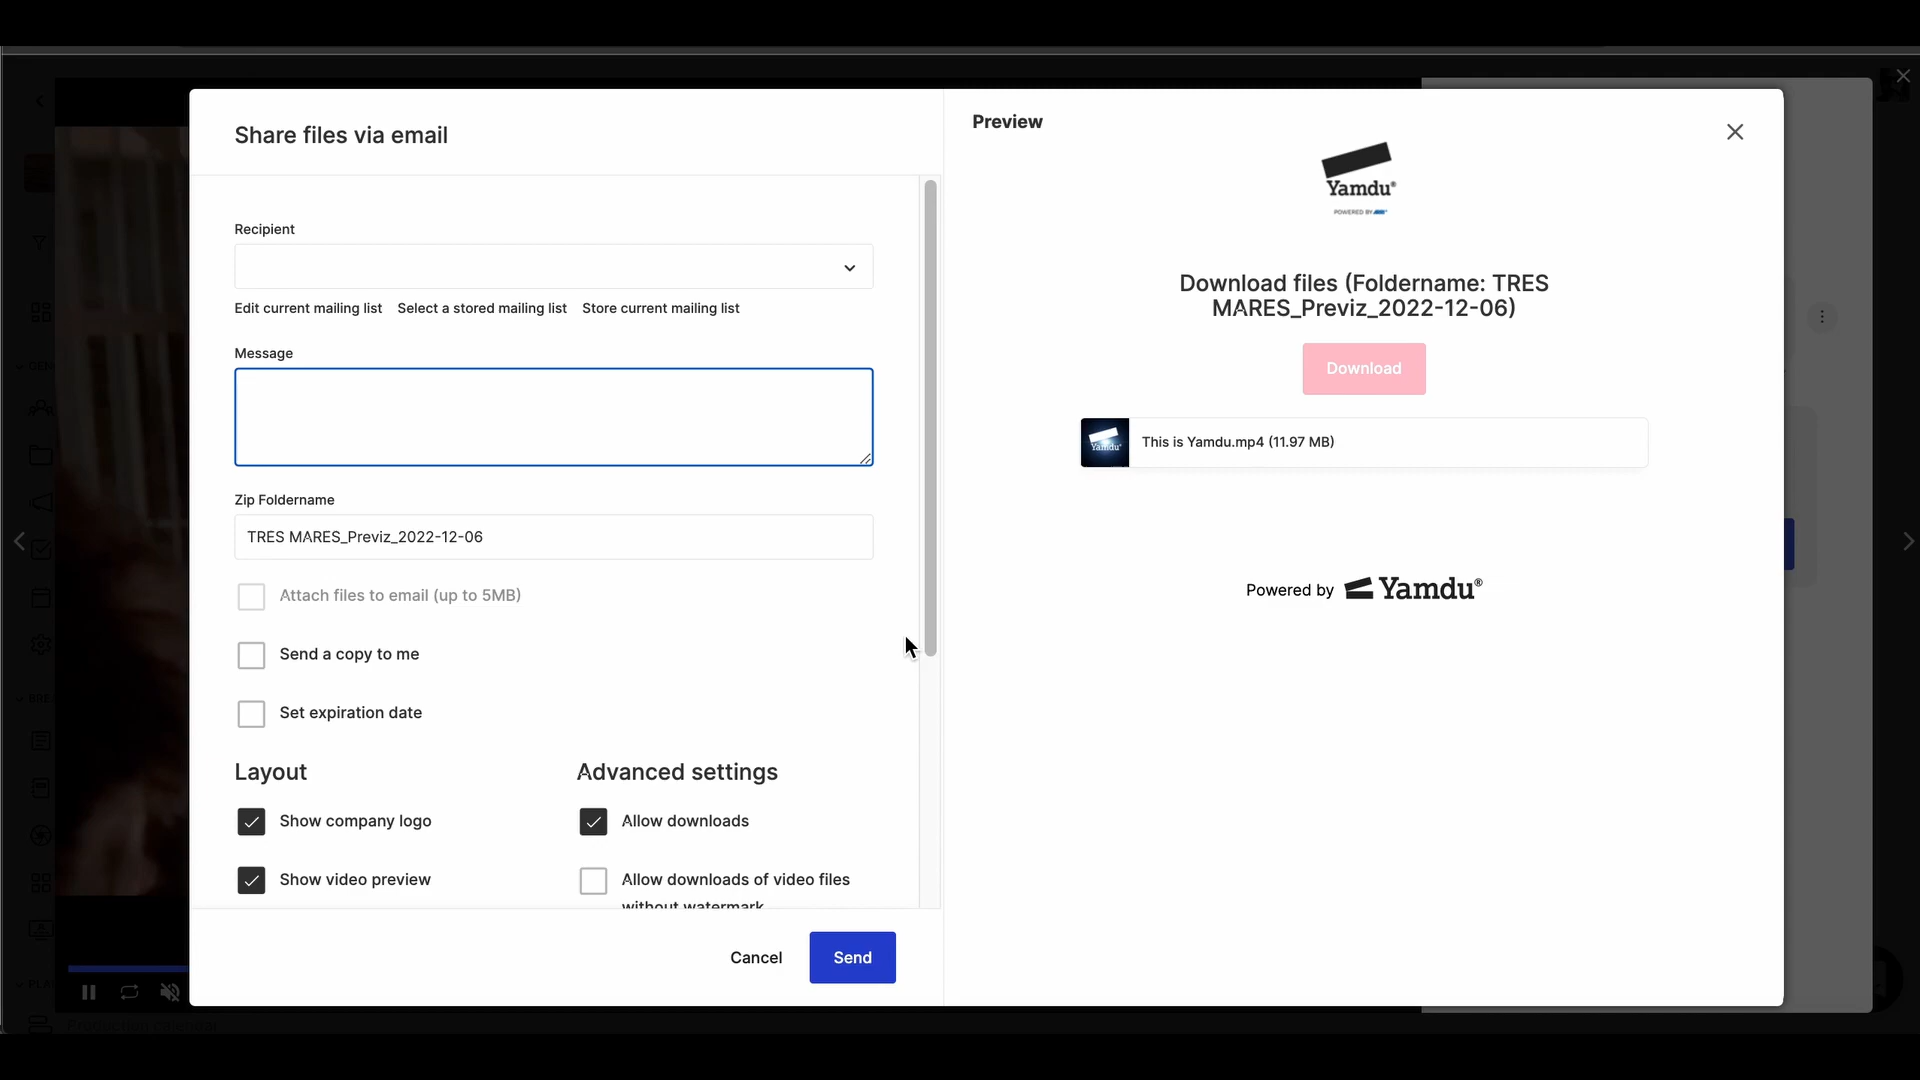 Share files via email
Recipient
Edit current mailing list Select a stored mailing list Store current mailing list
Message
Zip Foldername
TRES MARES_Previz_2022-12-06
Attach files to email (up to 5MB)
Send a copy to me
Set expiration date
Layout
Show company logo
Show video preview
Advanced settings
Allow downloads
Allow downloads of video files
without watermark
Cancel
Send
Preview
Yamdu®
POWERED BY
Download files (Foldername: TRES
MARES_Previz_2022-12-06)
Download
Yamdu
This is Yamdu.mp4 (11.97 MB)
Powered by Yamdu®